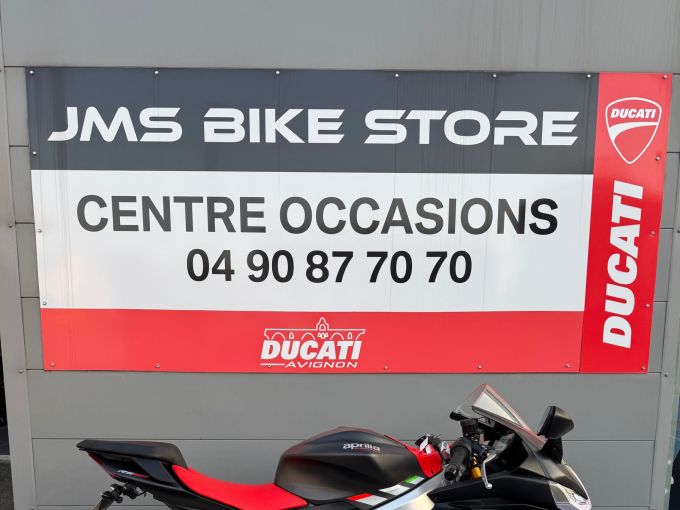 JMS BIKE STORE
DUCATI
CENTRE OCCASIONS
04 90 87 70 70
DUCATI
DUCATI
AVIGNON
aprilia